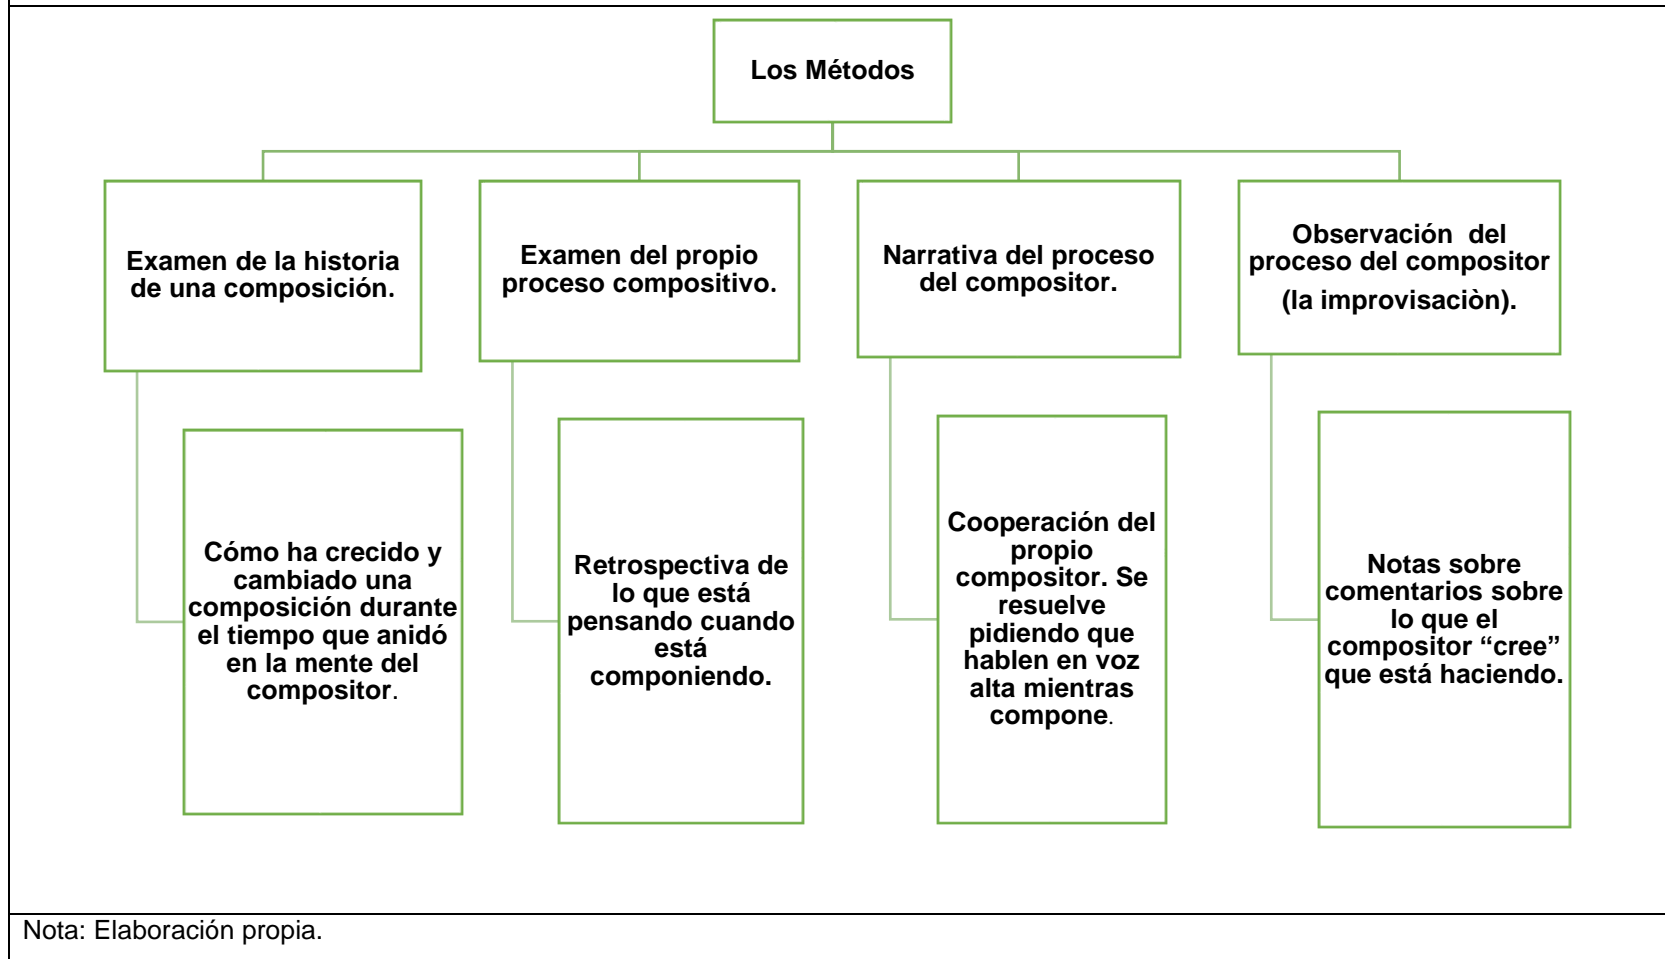 Los Métodos
Examen de la historia
de una composición.
Examen del propio
proceso compositivo.
Narrativa del proceso
del compositor.
Observación  del
proceso del compositor
(la improvisaciòn).
Cómo ha crecido y
cambiado una
composición durante
el tiempo que anidó
en la mente del
compositor.
Retrospectiva de
lo que está
pensando cuando
está
componiendo.
Cooperación del
propio
compositor. Se
resuelve
pidiendo que
hablen en voz
alta mientras
compone.
Notas sobre
comentarios sobre
lo que el
compositor “cree”
que está haciendo.
Nota: Elaboración propia.